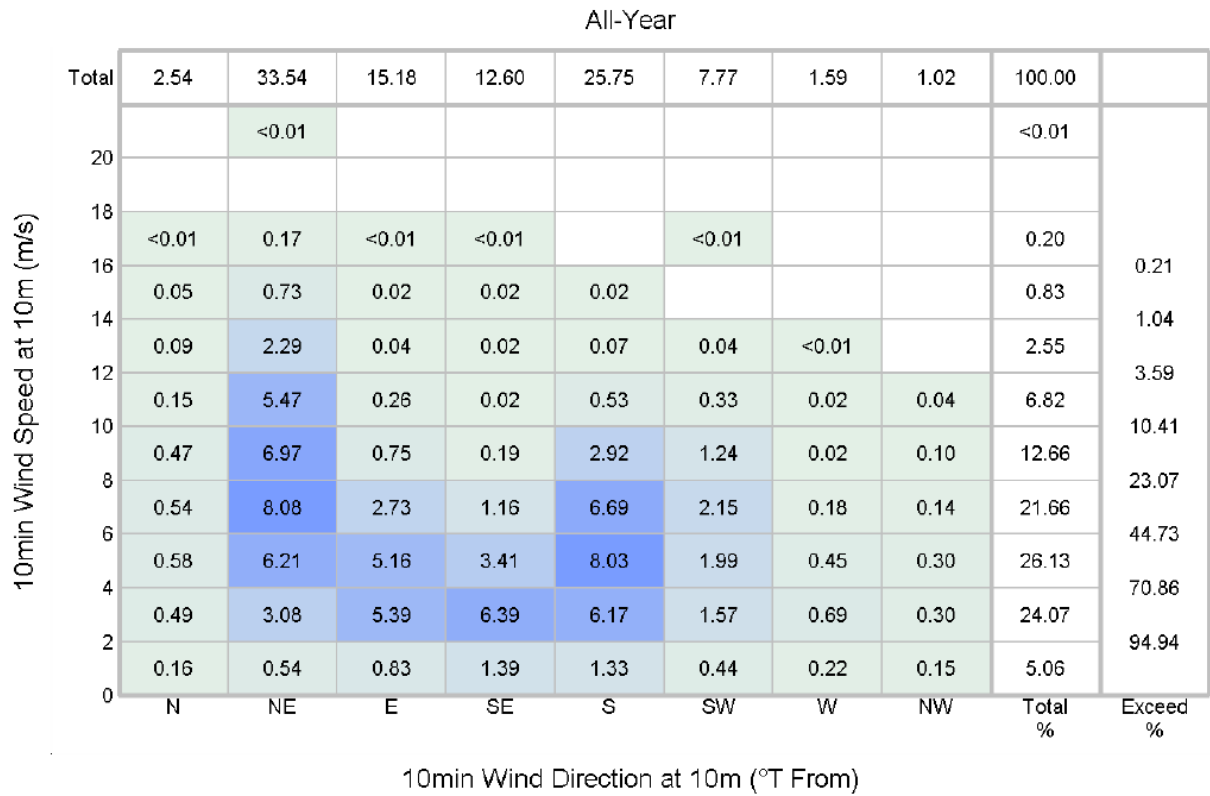 All-Year
Total 2.54 33.54 15.18 12.60 25.75 7.77 1.59 1.02 100.00
<0.01 <0.01
20
18
<0.01 0.17 <0.01 <0.01 <0.01 0.20
16 0.21
0.05 0.73 0.02 0.02 0.02 0.83
14 1.04
0.09 2.29 0.04 0.02 0.07 0.04 <0.01 2.55
12 3.59
0.15 5.47 0.26 0.02 0.53 0.33 0.02 0.04 6.82
10 10.41
0.47 6.97 0.75 0.19 2.92 1.24 0.02 0.10 12.66
8 23.07
0.54 8.08 2.73 1.16 6.69 2.15 0.18 0.14 21.66
6 44.73
0.58 6.21 5.16 3.41 8.03 1.99 0.45 0.30 26.13
4 70.86
0.49 3.08 5.39 6.39 6.17 1.57 0.69 0.30 24.07
2 94.94
0.16 0.54 0.83 1.39 1.33 0.44 0.22 0.15 5.06
0
N NE E SE S SW W NW Total Exceed
% %
10min Wind Speed at 10m (m/s)
10min Wind Direction at 10m (°T From)